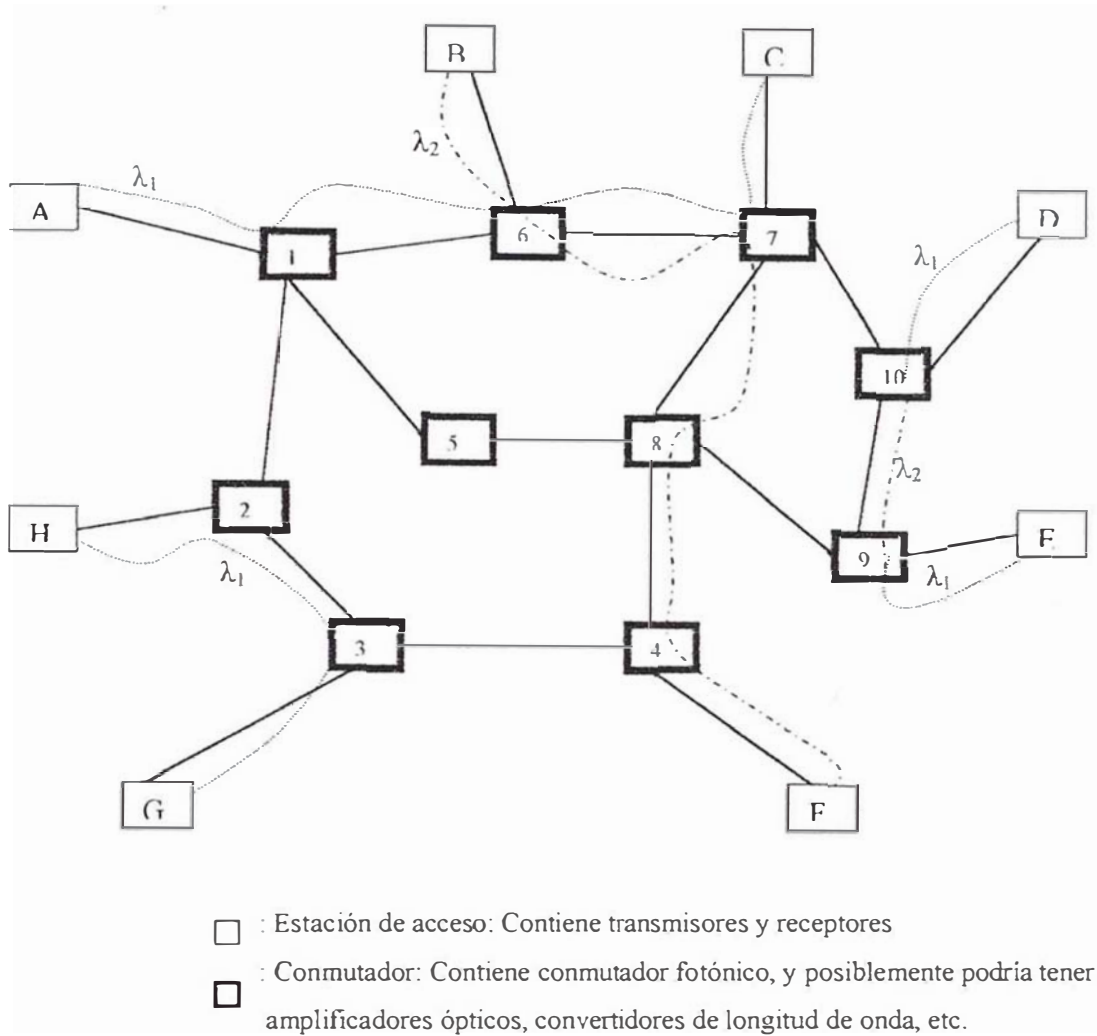 B
C
λ₂
λ₁
A
D
6
7
1
λ₁
10
5
8
λ₂
2
H
E
9
λ₁
λ₁
3
4
G
F
: Estación de acceso: Contiene transmisores y receptores
: Conmutador: Contiene conmutador fotónico, y posiblemente podría tener
amplificadores ópticos, convertidores de longitud de onda, etc.